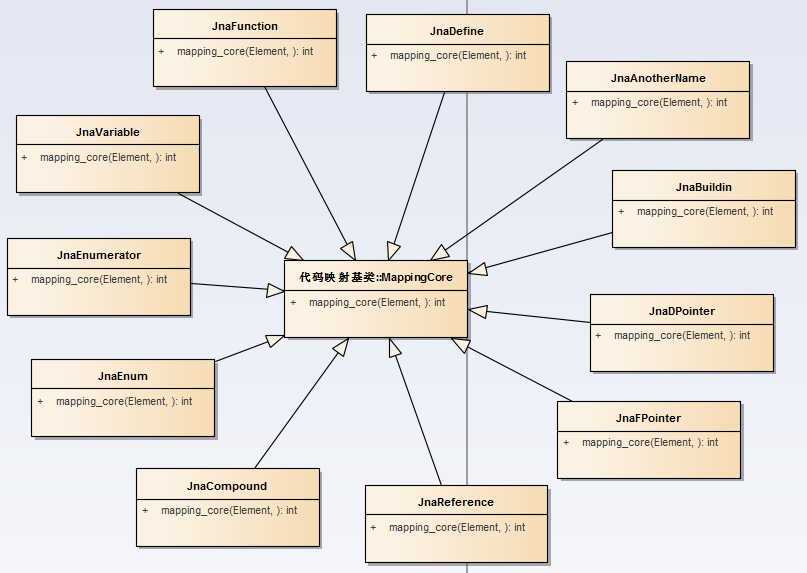 JnaFunction
+ mapping_core(Element, ): int
JnaDefine
+ mapping_core(Element, ): int
JnaAnotherName
+ mapping_core(Element, ): int
JnaVariable
+ mapping_core(Element, ): int
JnaBuildin
+ mapping_core(Element, ): int
JnaEnumerator
+ mapping_core(Element, ): int
代码映射基类::MappingCore
+ mapping_core(Element, ): int
JnaDPointer
+ mapping_core(Element, ): int
JnaEnum
+ mapping_core(Element, ): int
JnaFPointer
+ mapping_core(Element, ): int
JnaCompound
+ mapping_core(Element, ): int
JnaReference
+ mapping_core(Element, ): int